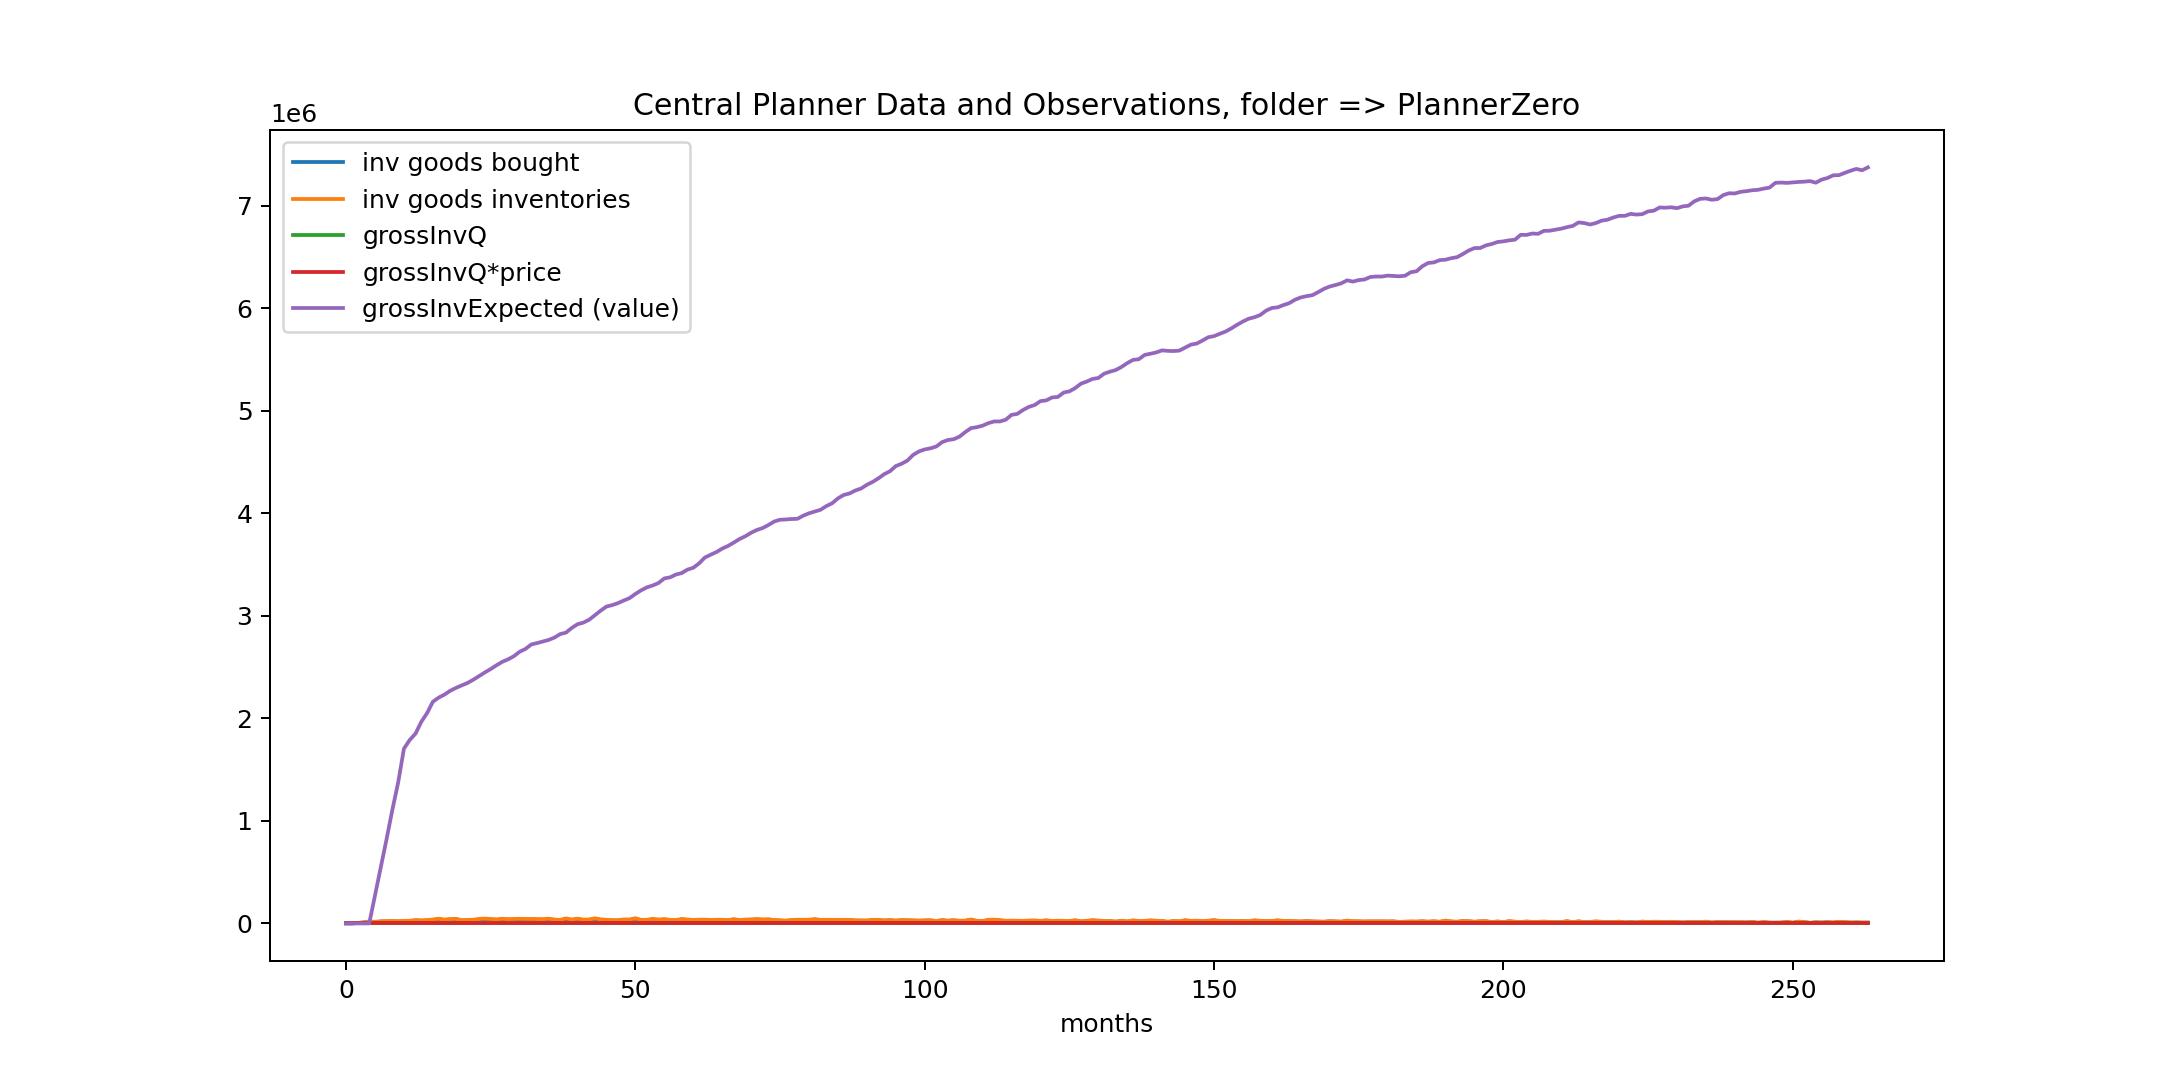 Central Planner Data and Observations, folder => PlannerZero
1e6
inv goods bought
inv goods inventories
grossInvQ
grossInvQ*price
grossInvExpected (value)
7
6
5
4
3
2
1
0
0 50 100 150 200 250
months